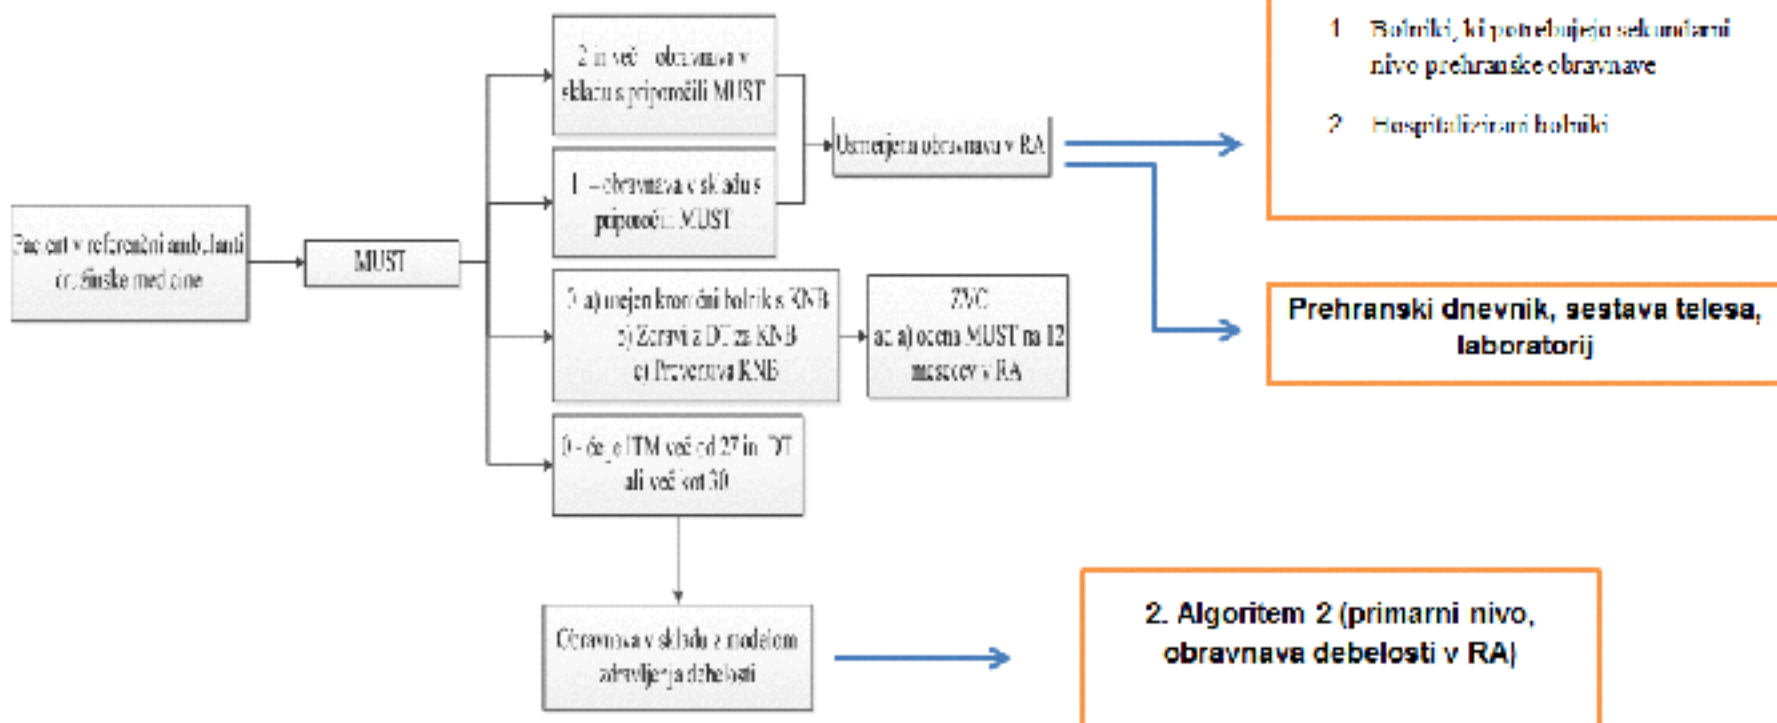 2 in več – obravnava v
skladu s priporočili MUST
1 – obravnava v skladu s
priporočili MUST
Pacient v referenčni ambulanti
družinske medicine
MUST
Usmerjena obravnava v RA
1 Bolniki, ki potrebujejo sekundarni
nivo prehranske obravnave
2 Hospitalizirani bolniki
0 a) urejen kronični bolnik s KNB
b) Zdravi z DT za KNB
c) Preventiva KNB
ZVC
ad a) ocena MUST na 12
mesecev v RA
Prehranski dnevnik, sestava telesa,
laboratorij
0 - če je ITM več od 27 in DT
ali več kot 30
Obravnava v skladu z modelom
zdravljenja debelosti
2. Algoritem 2 (primarni nivo,
obravnava debelosti v RA)